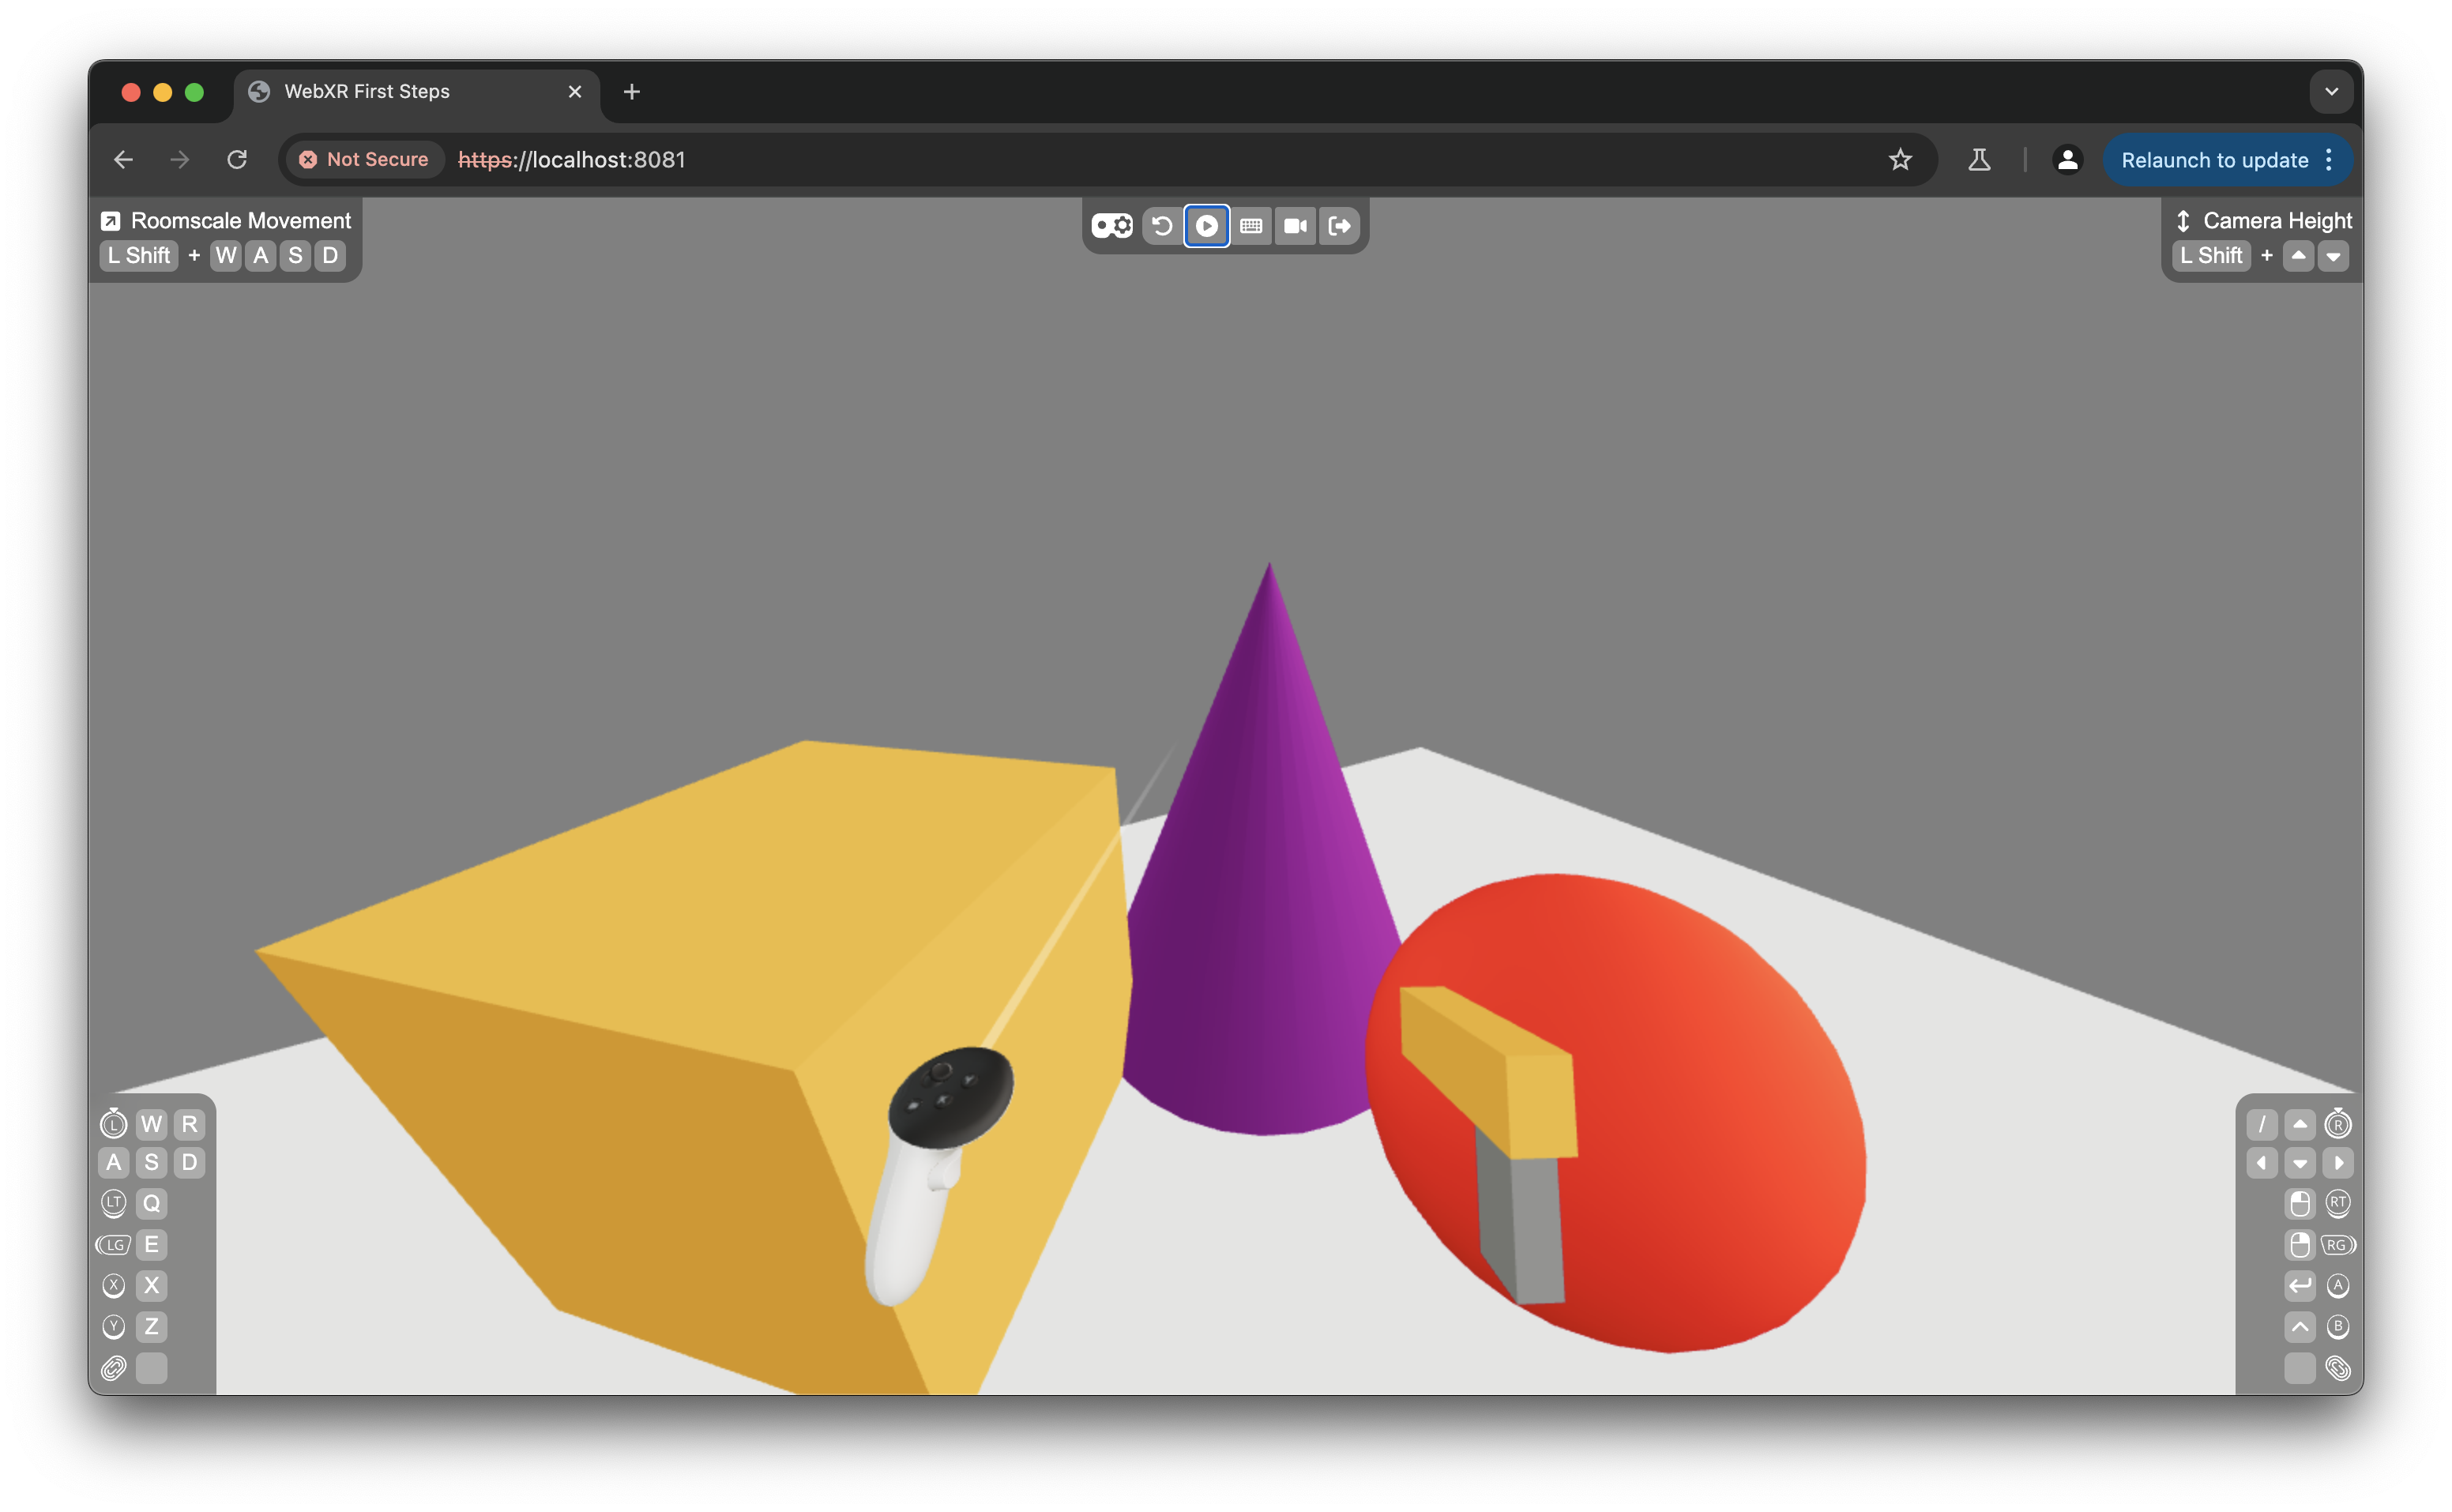 WebXR First Steps
Not Secure https://localhost:8081 Relaunch to update
Roomscale Movement
L Shift + W A S D
Camera Height
L Shift +
L W R
A S D
LT Q
LG E
X X
Y Z
/ R
RT
RG
A
B